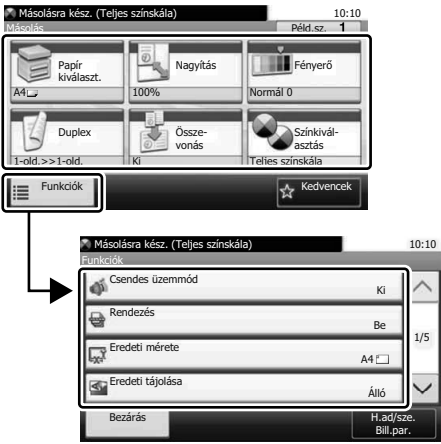 Másolásra kész. (Teljes színskála) 10:10
Másolás Péld.sz. 1
Papír
kiválaszt.
A4
Nagyítás
100%
Fényerő
Normál 0
Duplex
1-old.>>1-old.
Össze-
vonás
Ki
Színkivál-
asztás
Teljes színskála
Funkciók
Kedvencek
Másolásra kész. (Teljes színskála) 10:10
Funkciók
Csendes üzemmód
Ki
Rendezés
Be
Eredeti mérete
A4
Eredeti tájolása
Álló
1/5
Bezárás
H.ad/sze.
Bill.par.